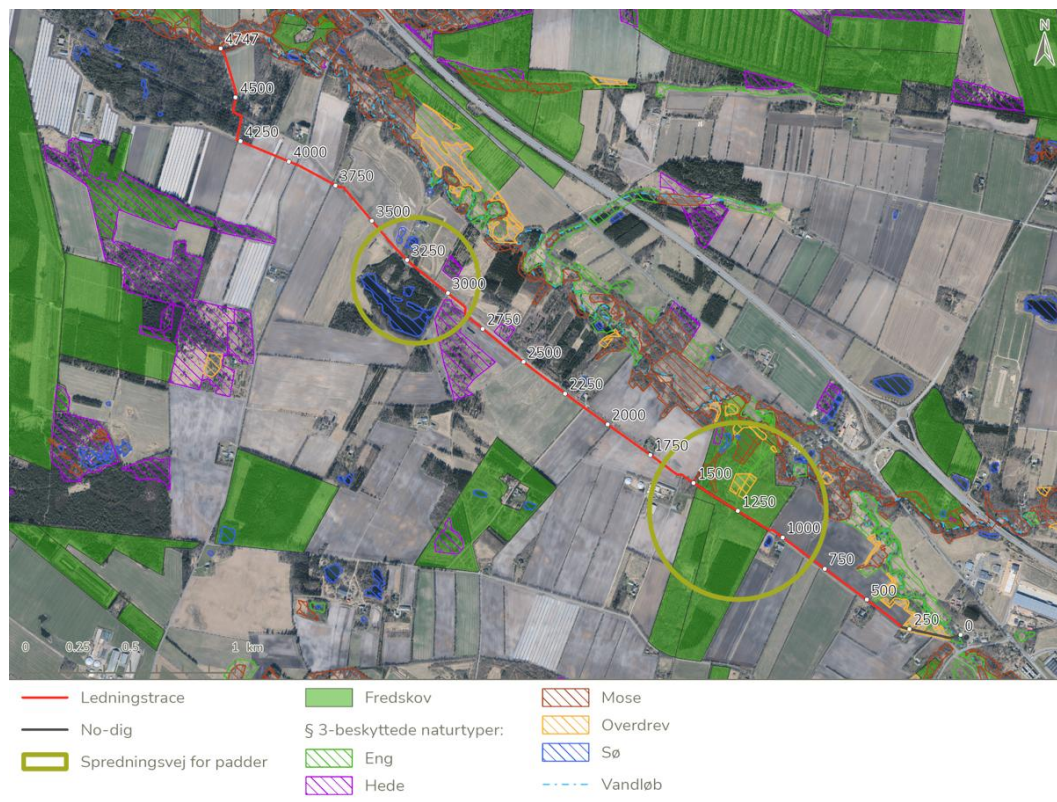 N
4747
4500
4250
4000
3750
3500
3250
3000
2750
2500
2250
2000
1750
1500
1250
1000
750
500
250
0
0 0.25 0.5 1 km
Ledningstrace
No-dig
Spredningsvej for padder
Fredskov
§ 3-beskyttede naturtyper:
Eng
Hede
Mose
Overdrev
Sø
Vandløb